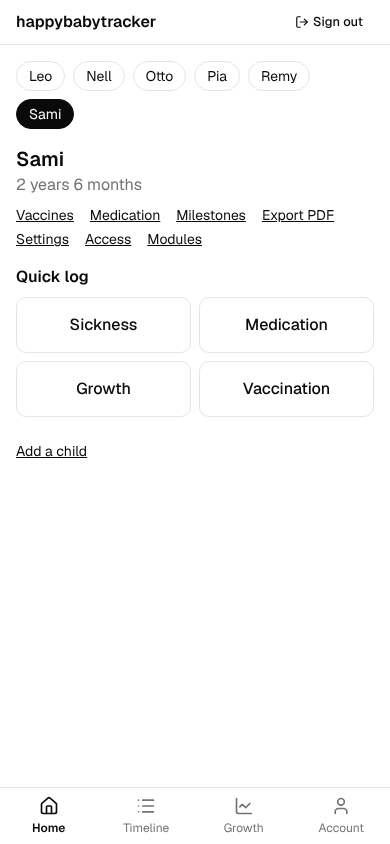 happybabytracker Sign out
Leo Nell Otto Pia Remy
Sami
Sami
2 years 6 months
Vaccines Medication Milestones Export PDF
Settings Access Modules
Quick log
Sickness Medication
Growth Vaccination
Add a child
Home Timeline Growth Account